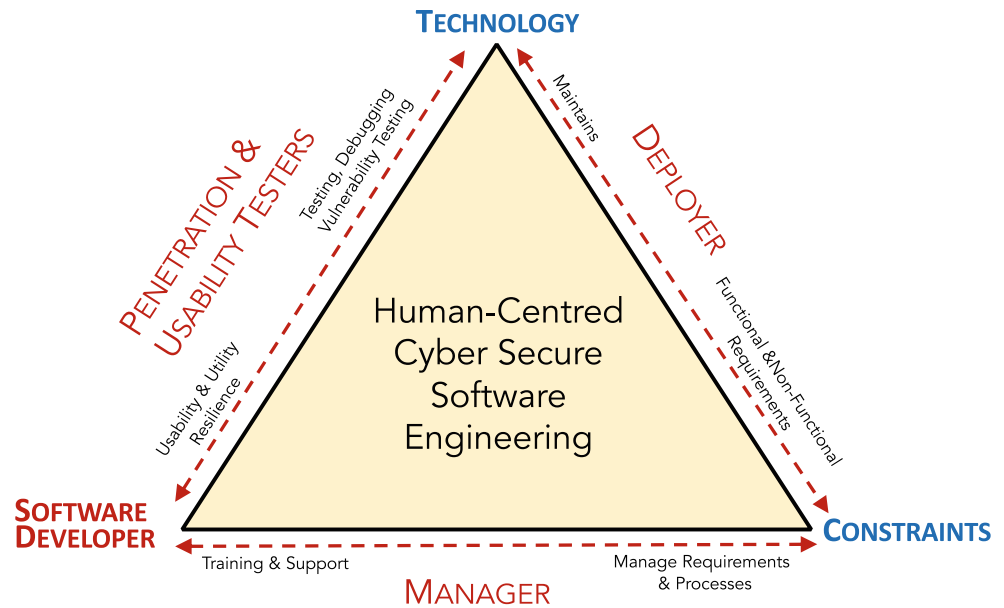 TECHNOLOGY
PENETRATION &
USABILITY TESTERS
Testing, Debugging
Vulnerability Testing
Usability & Utility
Resilience
Maintains
DEPLOYER
Functional &Non-Functional
Requirements
Human-Centred
Cyber Secure
Software
Engineering
SOFTWARE
DEVELOPER
CONSTRAINTS
Training & Support
Manage Requirements
& Processes
MANAGER